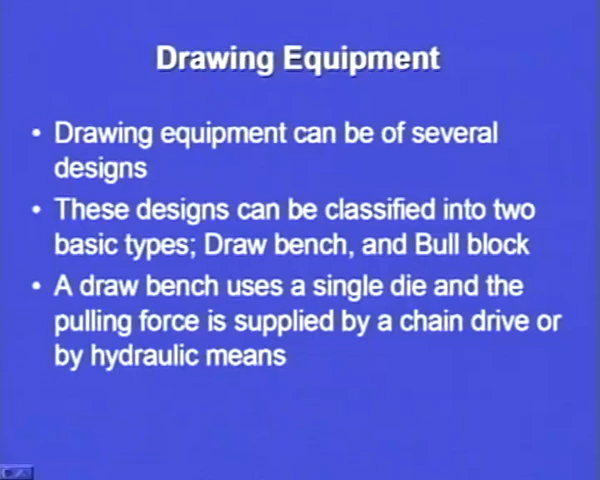 Drawing Equipment
• Drawing equipment can be of several
designs
• These designs can be classified into two
basic types; Draw bench, and Bull block
• A draw bench uses a single die and the
pulling force is supplied by a chain drive or
by hydraulic means